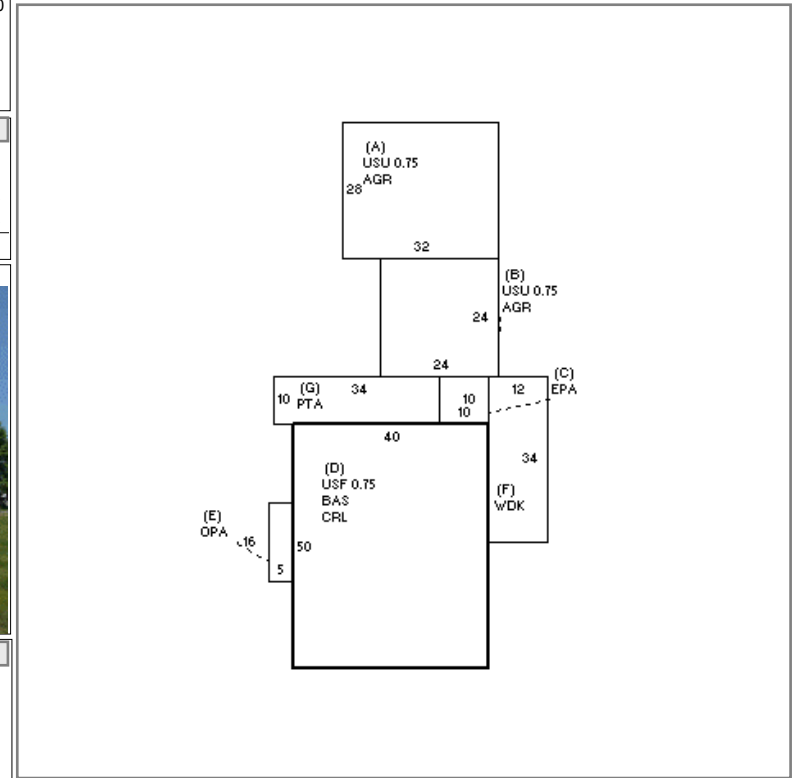 (A)
USU 0.75
AGR
28
32
(B)
USU 0.75
AGR
24
24
(C)
EPA
10
10
12
(G)
PTA
10
34
40
(D)
USF 0.75
BAS
CRL
34
(F)
WDK
(E)
OPA
16
5
50